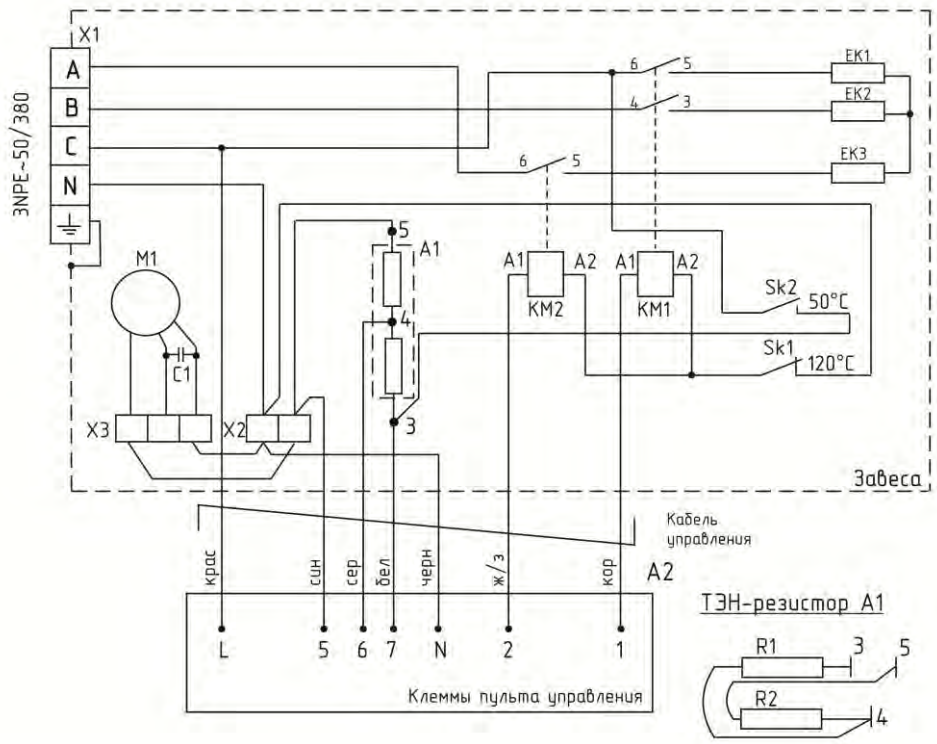 X1
A
B
C
N
3NPE~50/380
6 5 EK1
4 3 EK2
6 5 EK3
M1
C1
5
A1
4
3
A1 A2
KM2
A1 A2
KM1
Sk2 50°C
Sk1 120°C
X3
X2
Завеса
Кабель
управления
крас
син
сер
бел
черн
ж/з
кор
A2
L 5 6 7 N 2 1
Клеммы пульта управления
ТЭН-резистор А1
R1 3 5
R2 4